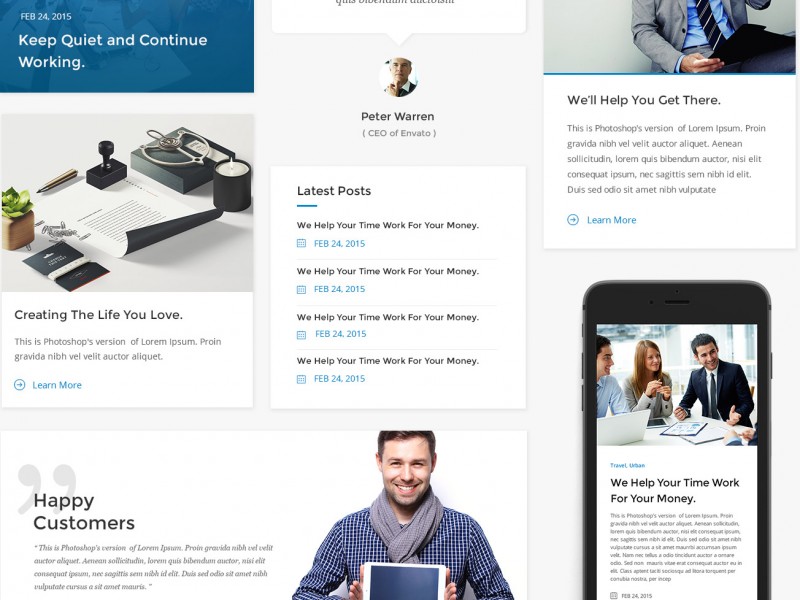 FEB 24, 2015
Keep Quiet and Continue
Working.
Creating The Life You Love.
This is Photoshop's version of Lorem Ipsum. Proin
gravida nibh vel velit auctor aliquet.
Learn More
quis bibendum auctorisni
Peter Warren
( CEO of Envato )
Latest Posts
We Help Your Time Work For Your Money.
FEB 24, 2015
We Help Your Time Work For Your Money.
FEB 24, 2015
We Help Your Time Work For Your Money.
FEB 24, 2015
We Help Your Time Work For Your Money.
FEB 24, 2015
We'll Help You Get There.
This is Photoshop's version of Lorem Ipsum. Proin
gravida nibh vel velit auctor aliquet. Aenean
sollicitudin, lorem quis bibendum auctor, nisi elit
consequat ipsum, nec sagittis sem nibh id elit.
Duis sed odio sit amet nibh vulputate
Learn More
"
Happy
Customers
" This is Photoshop's version of Lorem Ipsum. Proin gravida nibh vel velit
auctor aliquet. Aenean sollicitudin, lorem quis bibendum auctor, nisi elit
consequat ipsum, nec sagittis sem nibh id elit. Duis sed odio sit amet nibh
vulputate cursus a sit amet mauris. "
Travel, Urban
We Help Your Time Work
For Your Money.
This is Photoshop's version of Lorem Ipsum. Proin
gravida nibh vel velit auctor aliquet. Aenean
sollicitudin, lorem quis bibendum auctor, nisi elit
consequat ipsum, nec sagittis sem nibh id
elit. Duis sed odio sit amet nibh
vulputate cursus a sit amet mauris accumsan ipsum
velit. Nam nec tellus a odio tincidunt auctor a ornare
odio. Sed non mauris vitae erat consequat auctor eu in
elit. Class aptent taciti sociosqu ad litora torquent per
conubia nostra, per incep
FEB 24, 2015